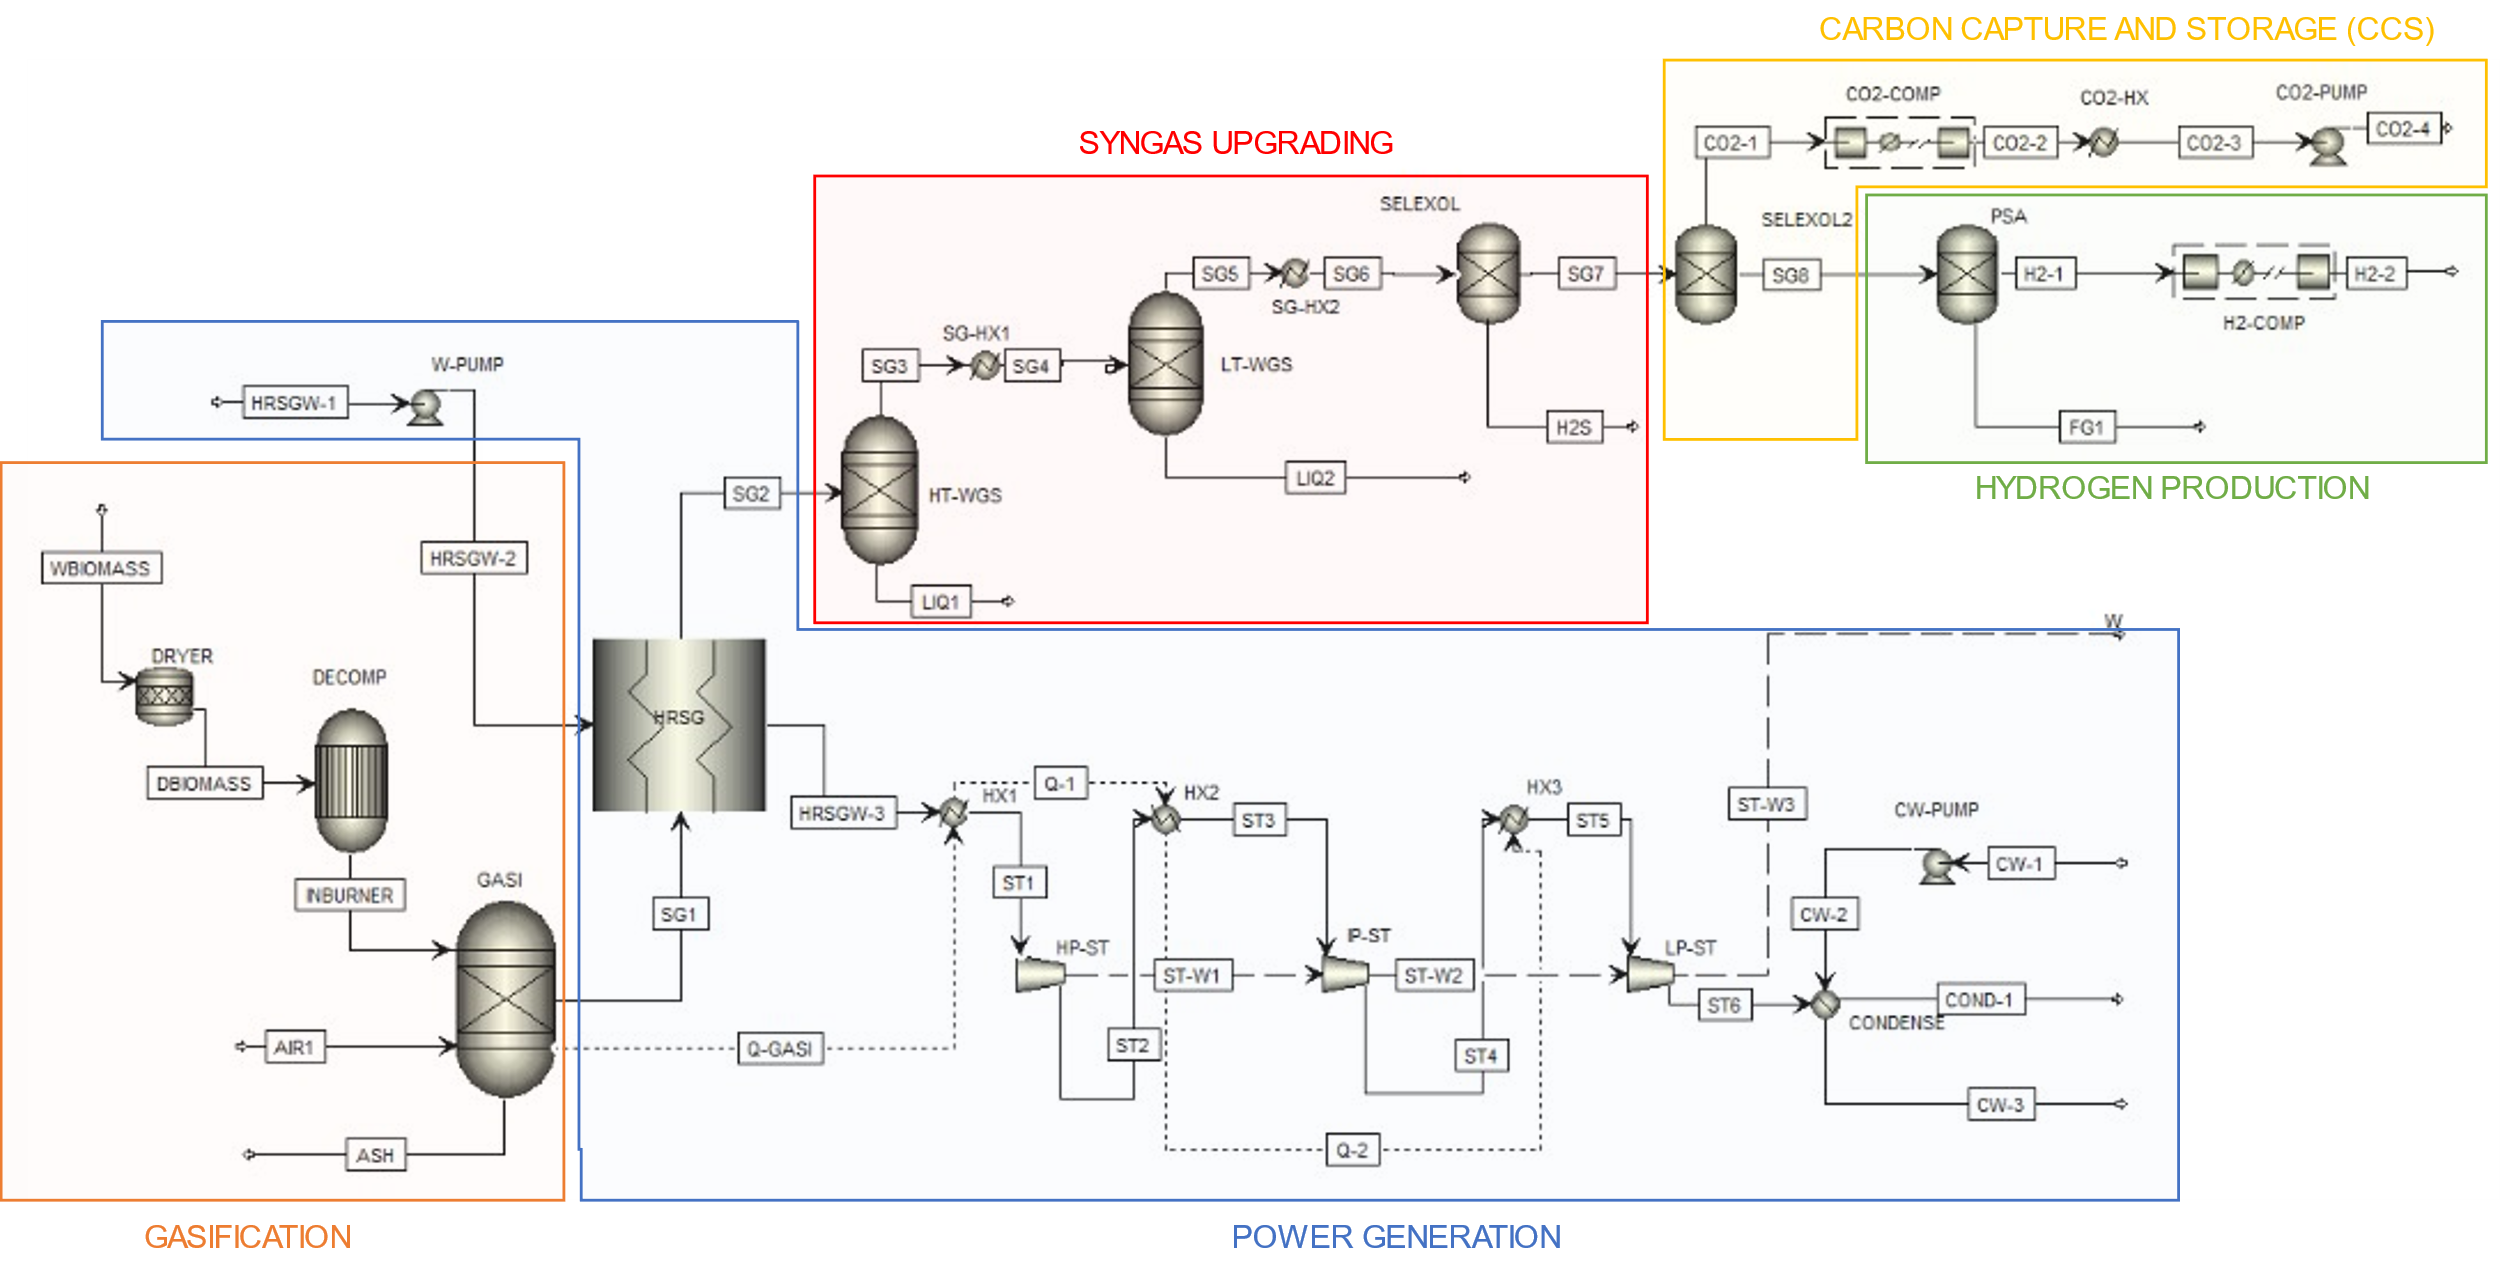 CARBON CAPTURE AND STORAGE (CCS)
CO2-COMP
CO2-HX
CO2-PUMP
CO2-1
CO2-2
CO2-3
CO2-4
SYNGAS UPGRADING
SELEXOL
SELEXOL2
PSA
SG5
SG6
SG7
SG8
H2-1
H2-2
SG-HX2
H2-COMP
SG-HX1
SG3
SG4
LT-WGS
W-PUMP
HRSGW-1
H2S
FG1
LIQ2
HYDROGEN PRODUCTION
SG2
HT-WGS
HRSGW-2
WBIOMASS
LIQ1
W
DRYER
DECOMP
HRSG
DBIOMASS
Q-1
HX1
HX2
HX3
HRSGW-3
ST3
ST5
ST-W3
CW-PUMP
INBURNER
GASI
ST1
CW-1
SG1
CW-2
HP-ST
IP-ST
LP-ST
ST-W1
ST-W2
ST6
COND-1
CONDENSE
AIR1
Q-GASI
ST2
ST4
CW-3
ASH
Q-2
GASIFICATION
POWER GENERATION